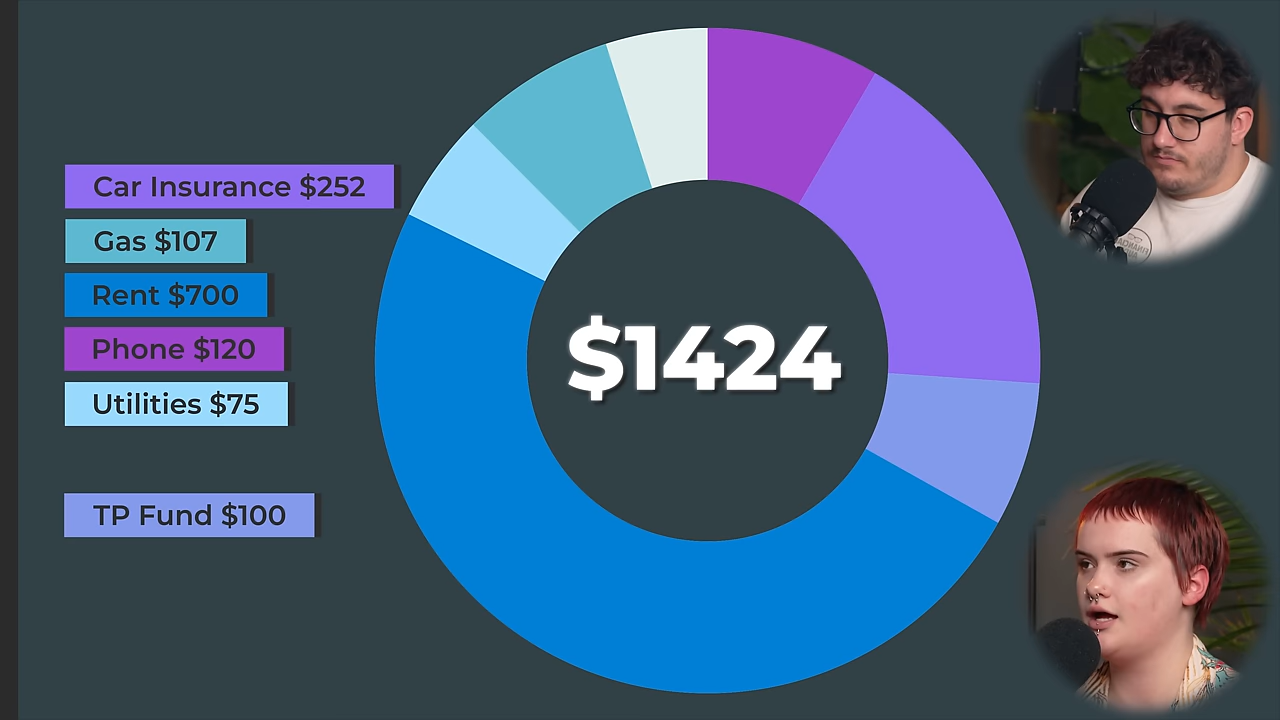 Car Insurance $252
Gas $107
Rent $700
Phone $120
Utilities $75
TP Fund $100
$1424